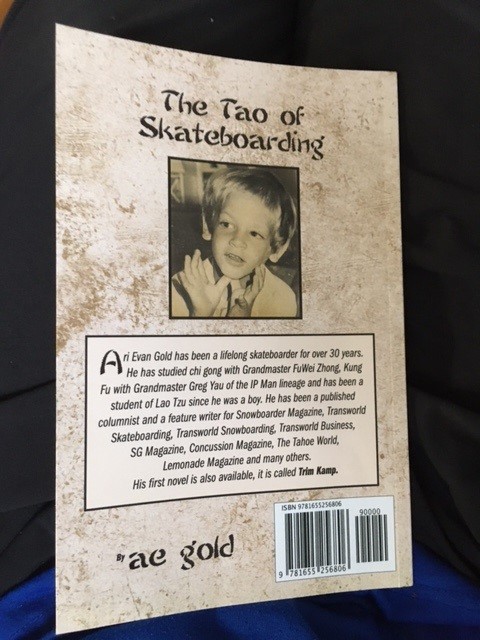 The Tao of
Skateboarding
Ari Evan Gold has been a lifelong skateboarder for over 30 years.
He has studied chi gong with Grandmaster FuWei Zhong, Kung
Fu with Grandmaster Greg Yau of the IP Man lineage and has been a
student of Lao Tzu since he was a boy. He has been a published
columnist and a feature writer for Snowboarder Magazine, Transworld
Skateboarding, Transworld Snowboarding, Transworld Business,
SG Magazine, Concussion Magazine, The Tahoe World,
Lemonade Magazine and many others.
His first novel is also available, it is called Trim Kamp.
By ae gold
ISBN 9781655256806
90000
9 781655 256806